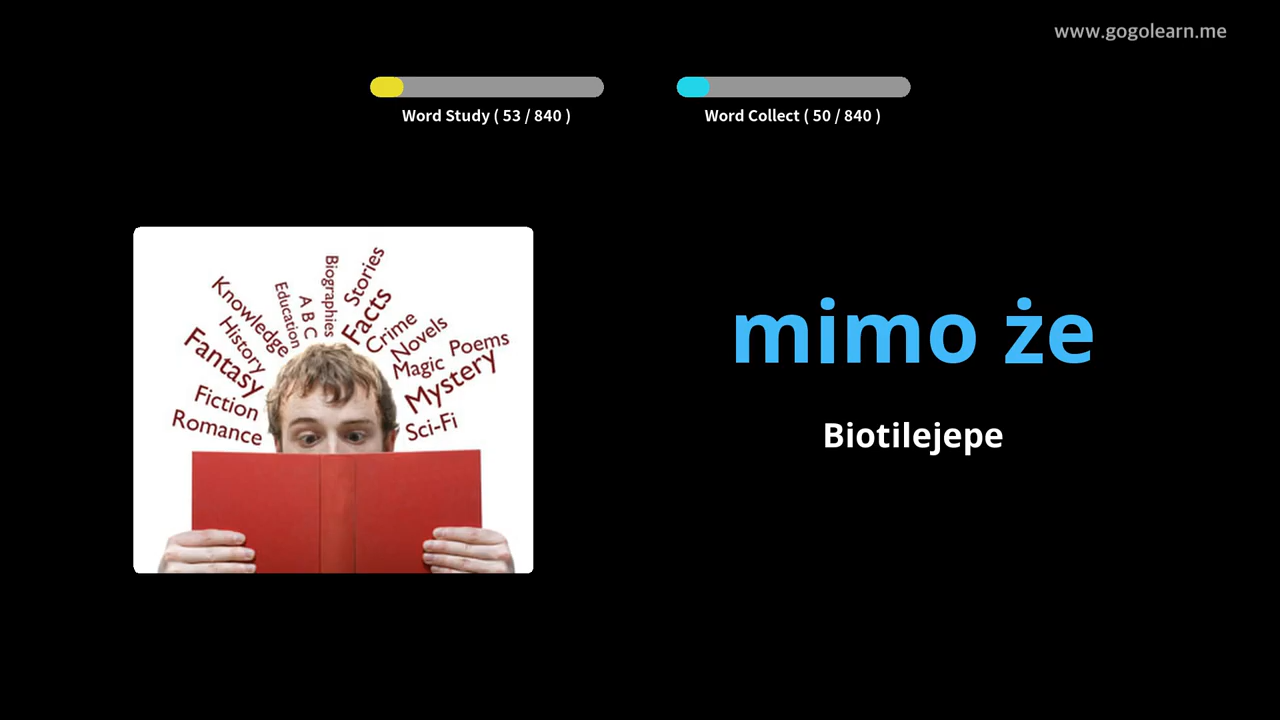 www.gogolearn.me
Word Study ( 53 / 840 )
Word Collect ( 50 / 840 )
mimo że
Biotilejepe
Knowledge
History
Fantasy
Fiction
Romance
Education
A B C
Biographies
Stories
Facts
Crime
Novels
Magic
Poems
Mystery
Sci-Fi